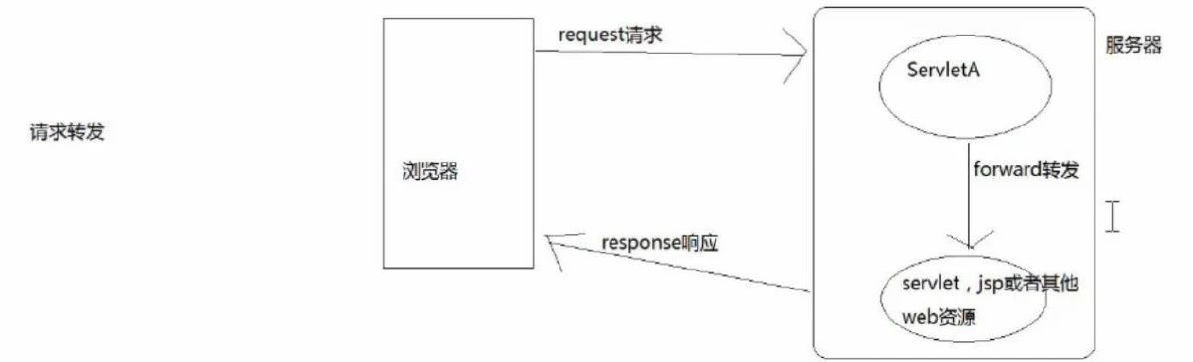 request请求
服务器
ServletA
请求转发
浏览器
forward转发
response响应
servlet，jsp或者其他
web资源